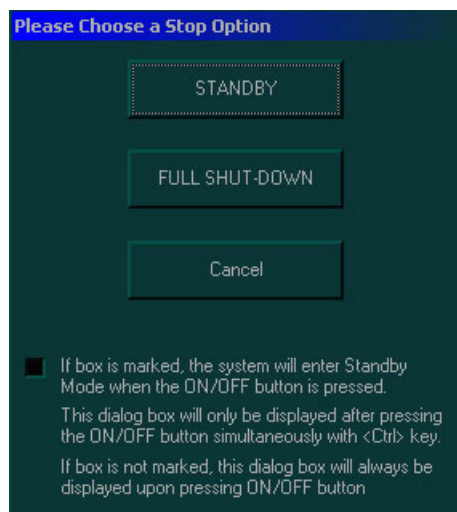 Please Choose a Stop Option
STANDBY
FULL SHUT-DOWN
Cancel
If box is marked, the system will enter Standby
Mode when the ON/OFF button is pressed.
This dialog box will only be displayed after pressing
the ON/OFF button simultaneously with <Ctrl> key.
If box is not marked, this dialog box will always be
displayed upon pressing ON/OFF button